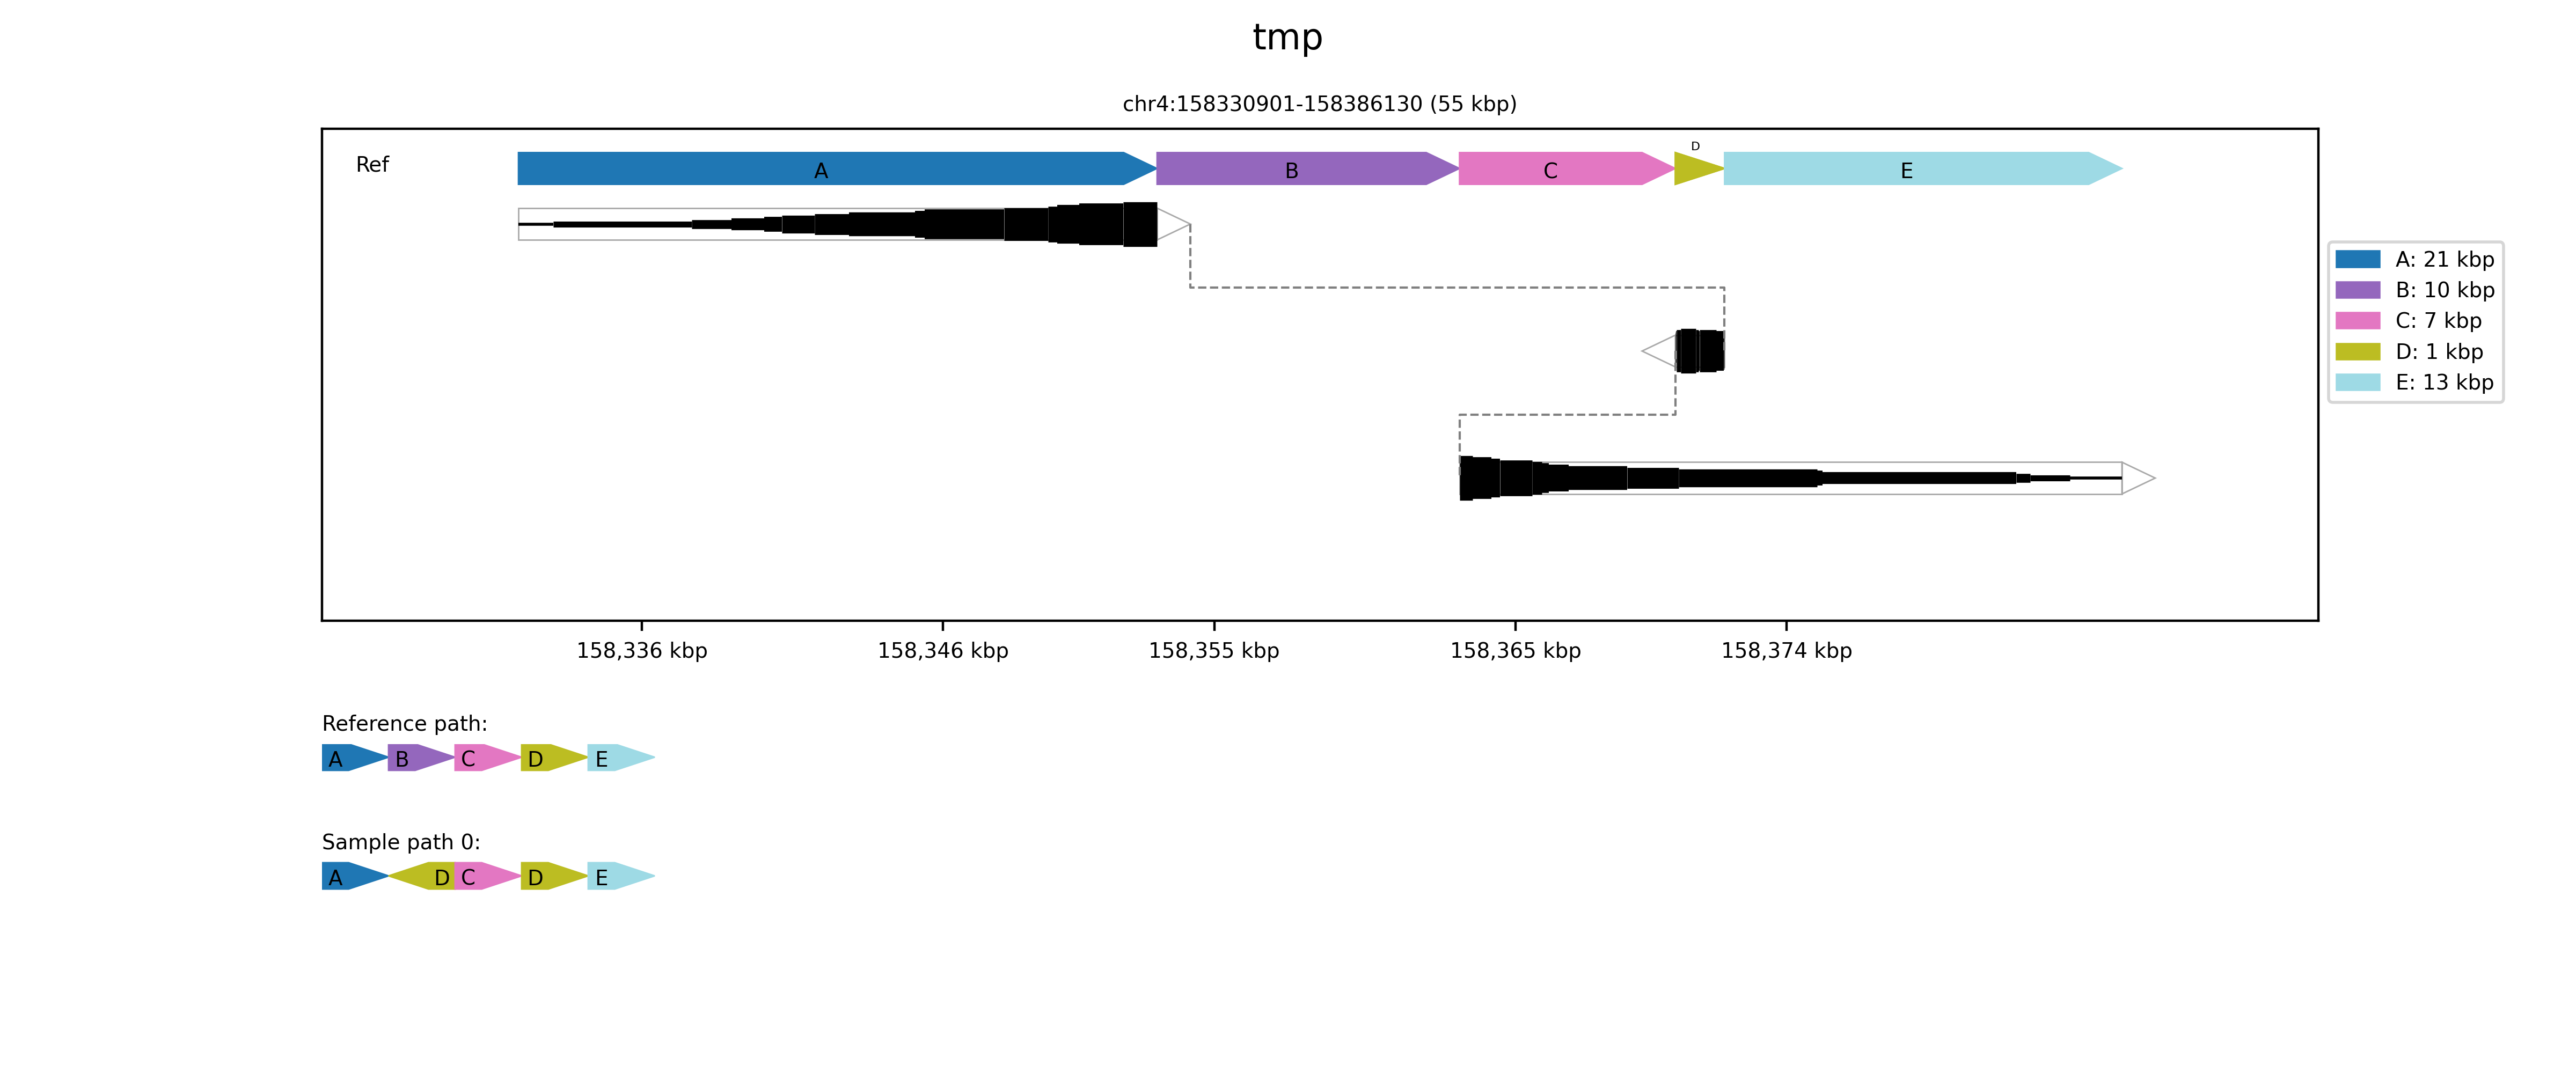 tmp
chr4:158330901-158386130 (55 kbp)
Ref
A B C D E
A: 21 kbp
B: 10 kbp
C: 7 kbp
D: 1 kbp
E: 13 kbp
158,336 kbp 158,346 kbp 158,355 kbp 158,365 kbp 158,374 kbp
Reference path:
A B C D E
Sample path 0:
A D C D E